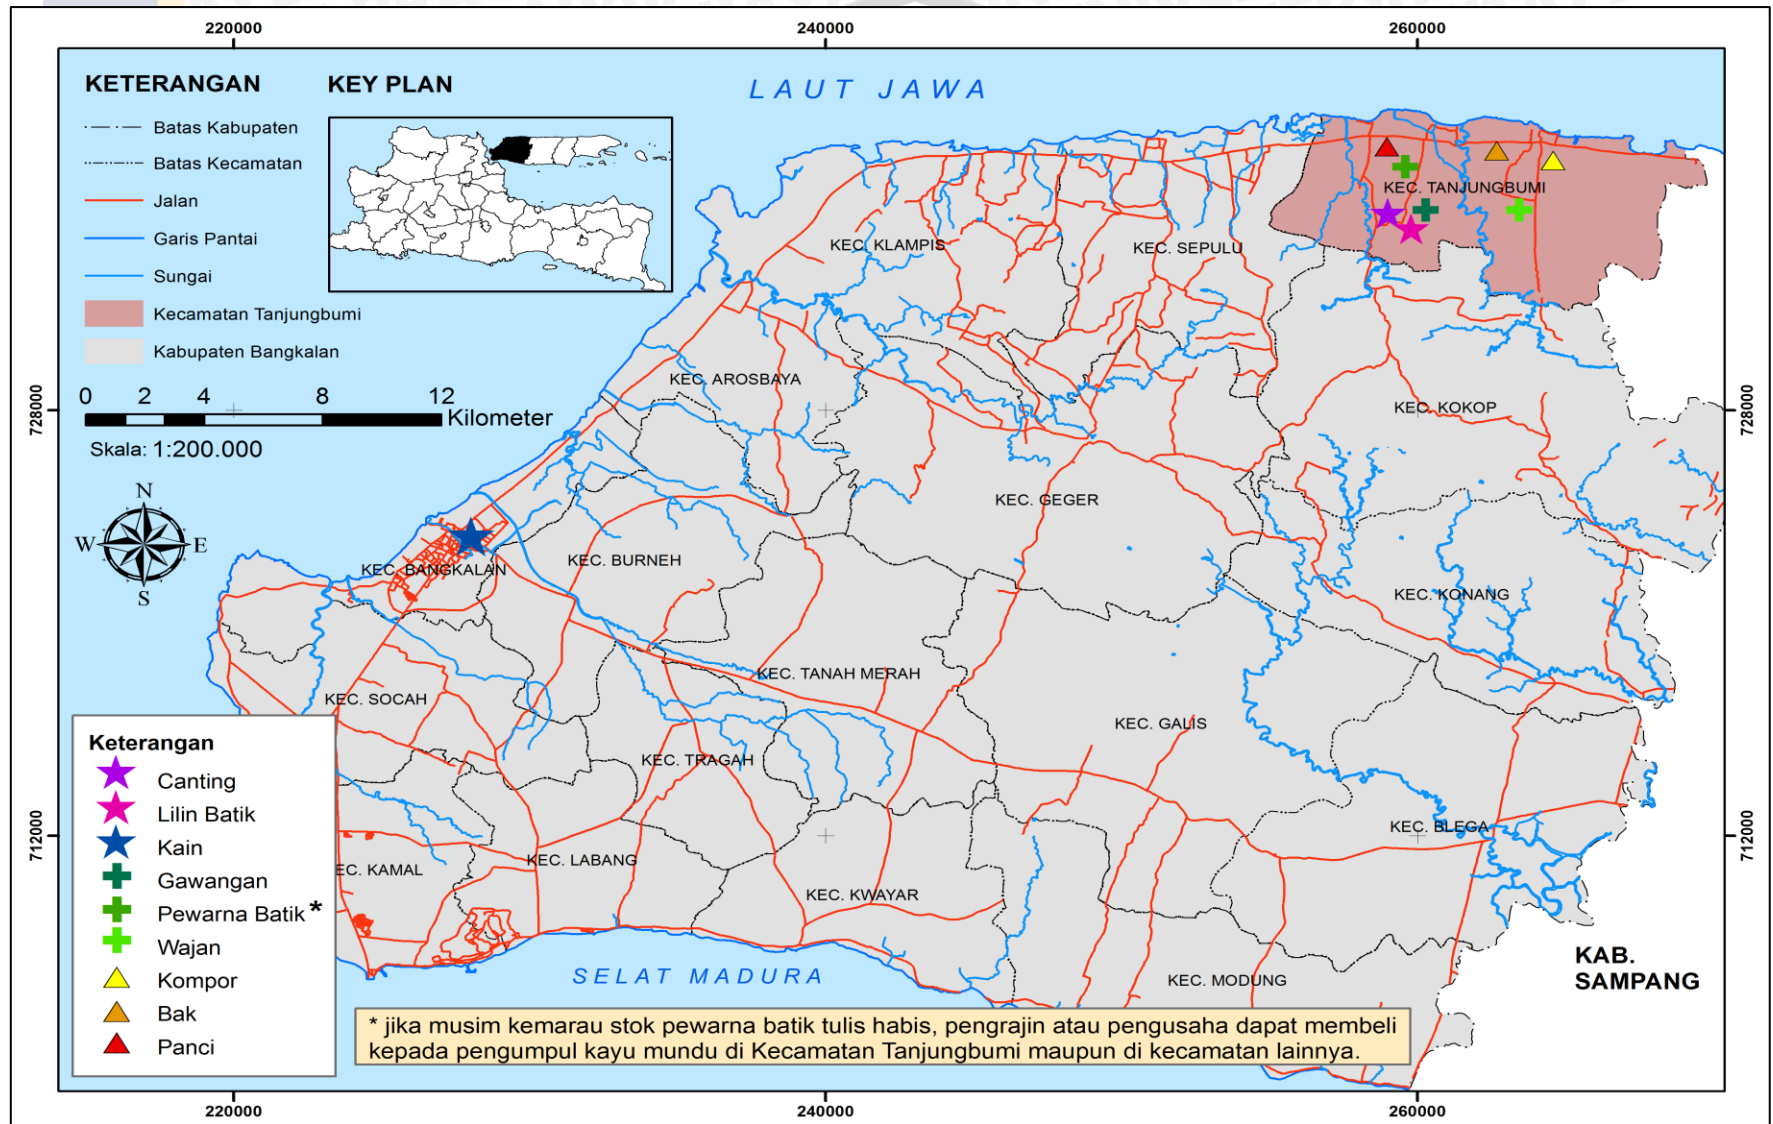 220000
240000
260000
KETERANGAN
KEY PLAN
LAUT JAWA
Batas Kabupaten
Batas Kecamatan
Jalan
Garis Pantai
Sungai
Kecamatan Tanjungbumi
Kabupaten Bangkalan
0 2 4 8 12
Kilometer
Skala: 1:200.000
N
W E
S
728000
728000
712000
712000
KEC. TANJUNGBUMI
KEC. KLAMPIS
KEC. SEPULU
KEC. AROSBAYA
KEC. KOKOP
KEC. GEGER
KEC. BURNEH
KEC. BANGKALAN
KEC. KONANG
KEC. TANAH MERAH
KEC. SOCAH
KEC. GALIS
KEC. TRAGAH
KEC. BLEGA
KEC. LABANG
EC. KAMAL
KEC. KWAYAR
KEC. MODUNG
SELAT MADURA
KAB.
SAMPANG
Keterangan
Canting
Lilin Batik
Kain
Gawangan
Pewarna Batik*
Wajan
Kompor
Bak
Panci
* jika musim kemarau stok pewarna batik tulis habis, pengrajin atau pengusaha dapat membeli
kepada pengumpul kayu mundu di Kecamatan Tanjungbumi maupun di kecamatan lainnya.
220000
240000
260000